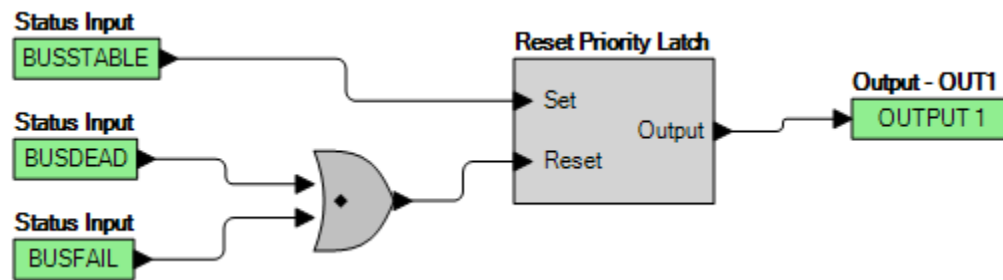 Status Input
BUSSTABLE
Status Input
BUSDEAD
Status Input
BUSFAIL
Reset Priority Latch
Set
Reset
Output
Output - OUT1
OUTPUT 1